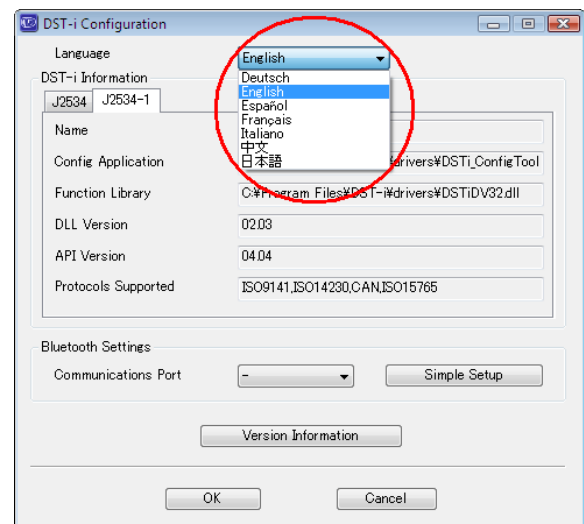 DST-i Configuration
Language
English
Deutsch
English
Español
Français
Italiano
中文
日本語
DST-i Information
J2534
J2534-1
Name
Config Application
¥drivers¥DSTi_ConfigTool
Function Library
C:¥Program Files¥DST-i¥drivers¥DSTiDV32.dll
DLL Version
02.03
API Version
04.04
Protocols Supported
ISO9141,ISO14230,CAN,ISO15765
Bluetooth Settings
Communications Port
-
Simple Setup
Version Information
OK
Cancel